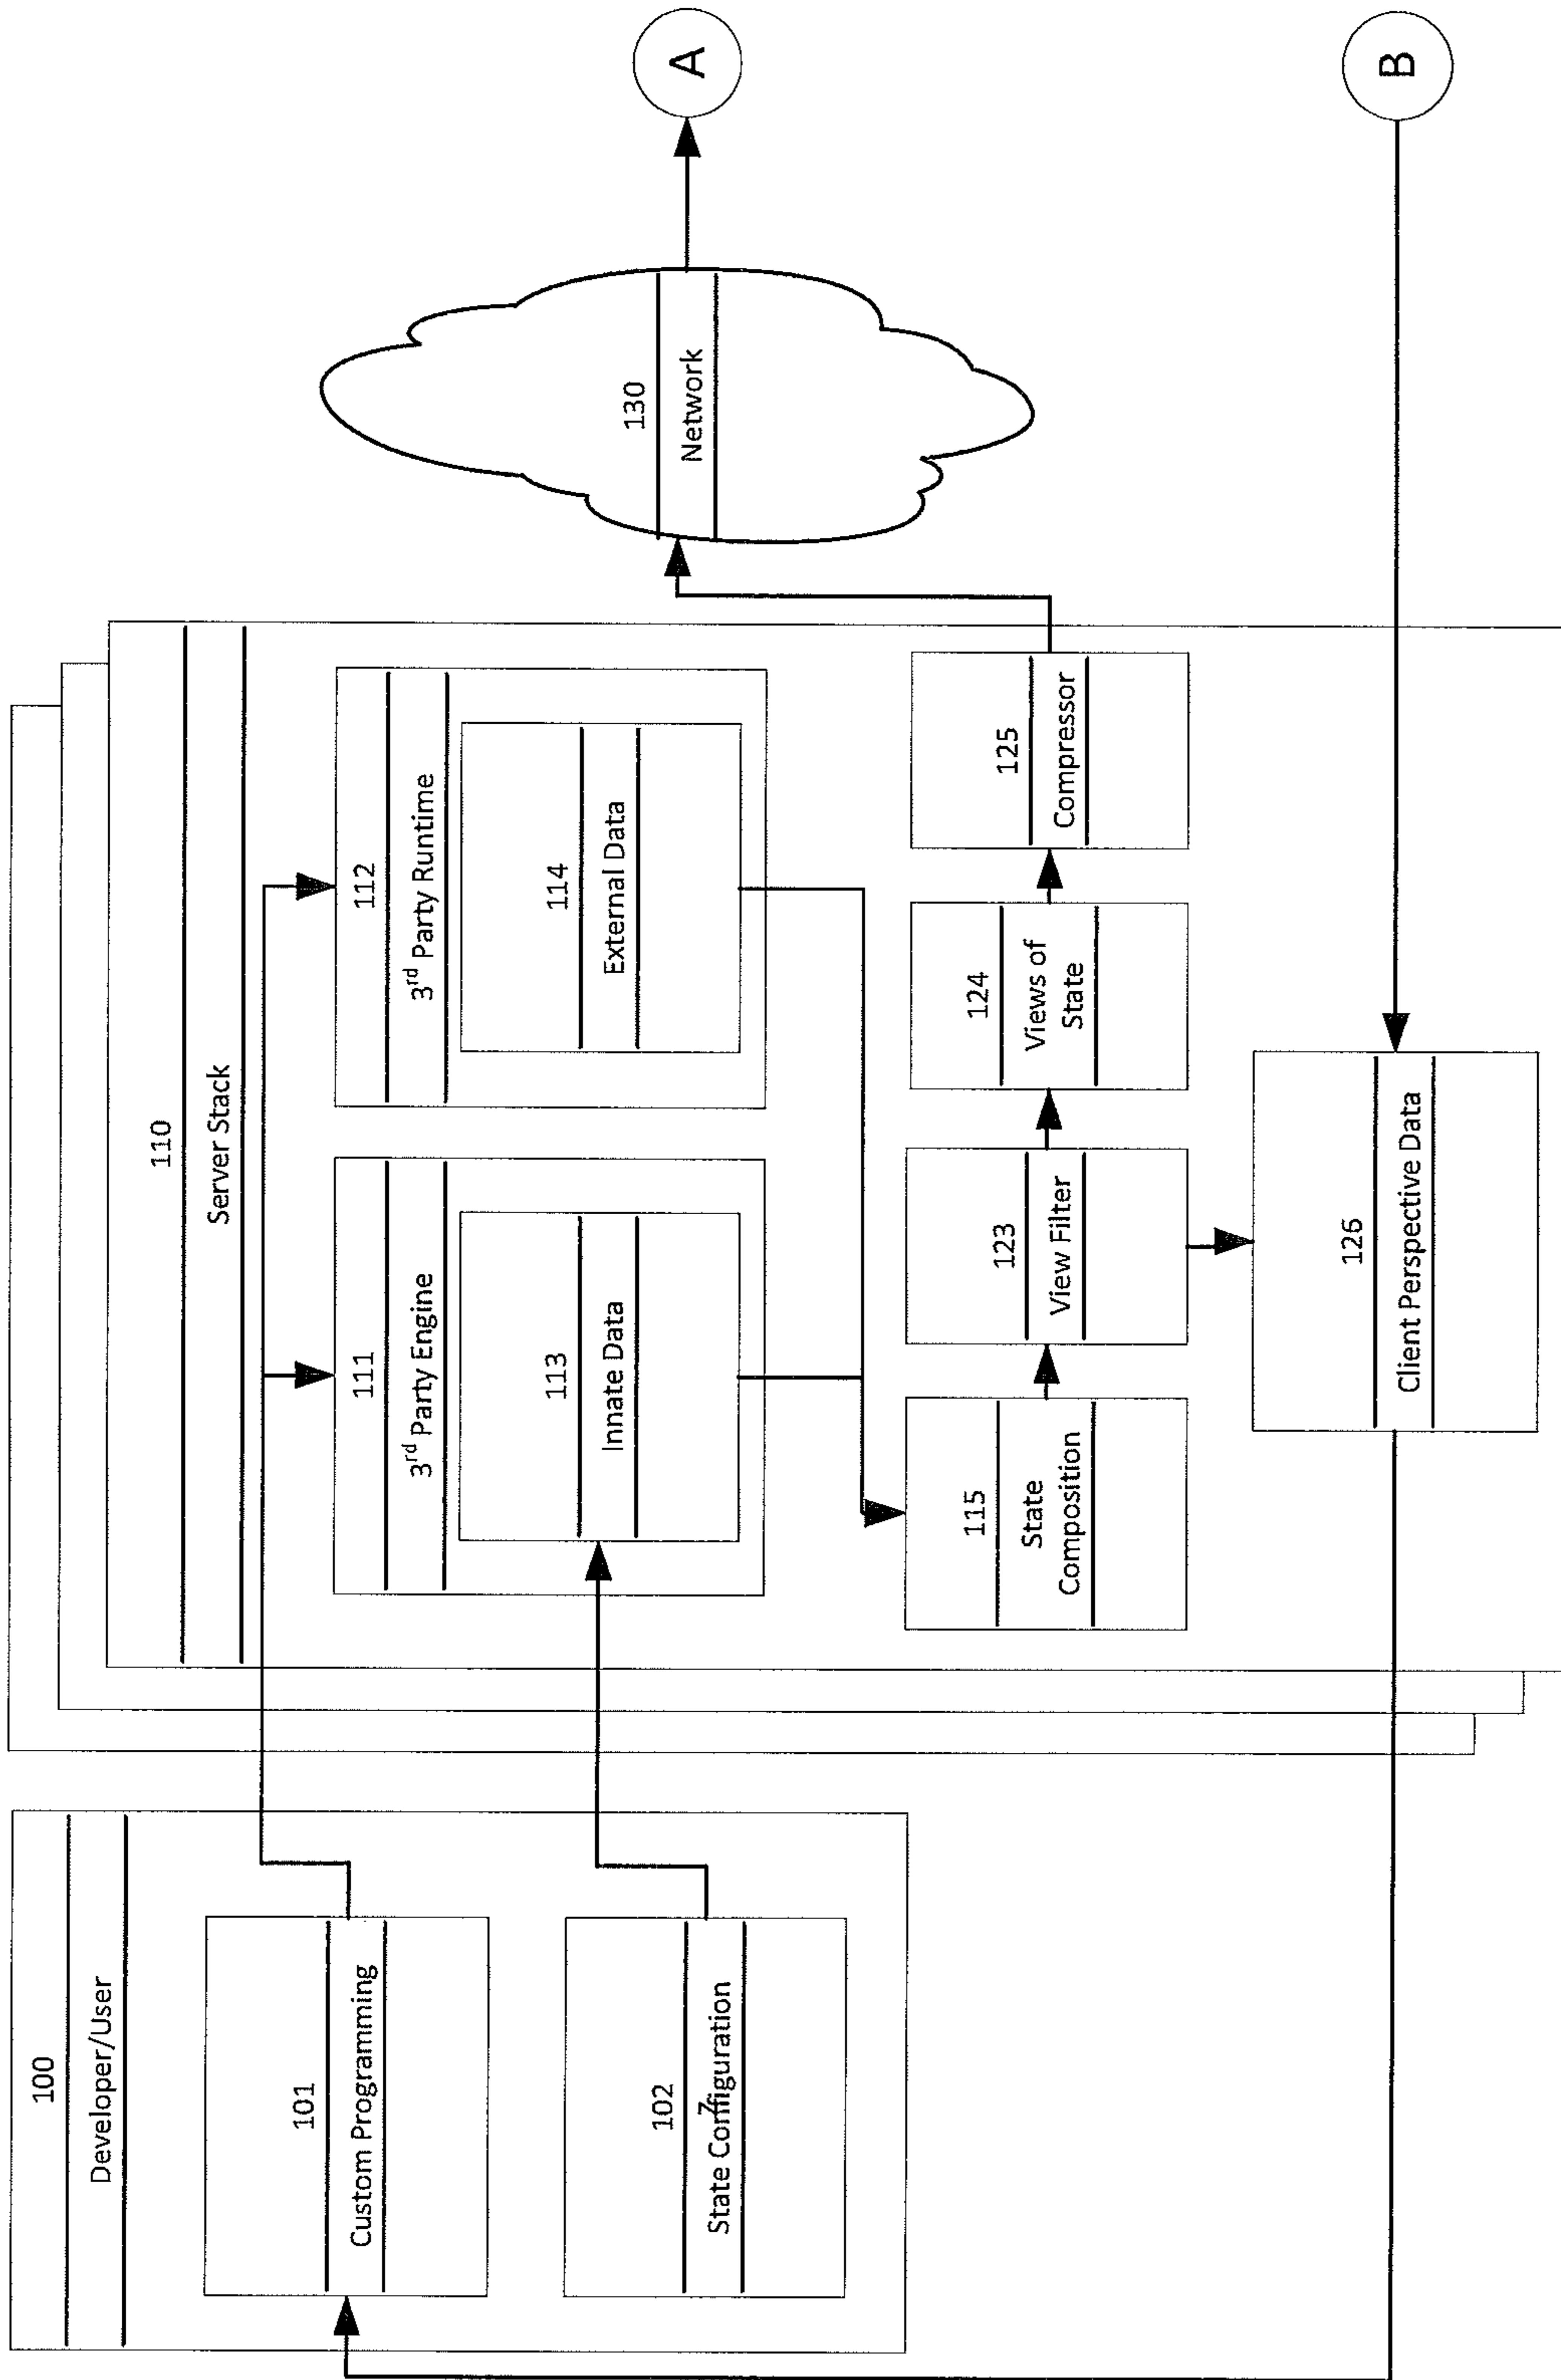 100
Developer/User
101
Custom Programming
102
State Configuration
7
110
Server Stack
111
3rd Party Engine
113
Innate Data
112
3rd Party Runtime
114
External Data
115
State
Composition
123
View Filter
124
Views of
State
125
Compressor
126
Client Perspective Data
130
Network
A
B